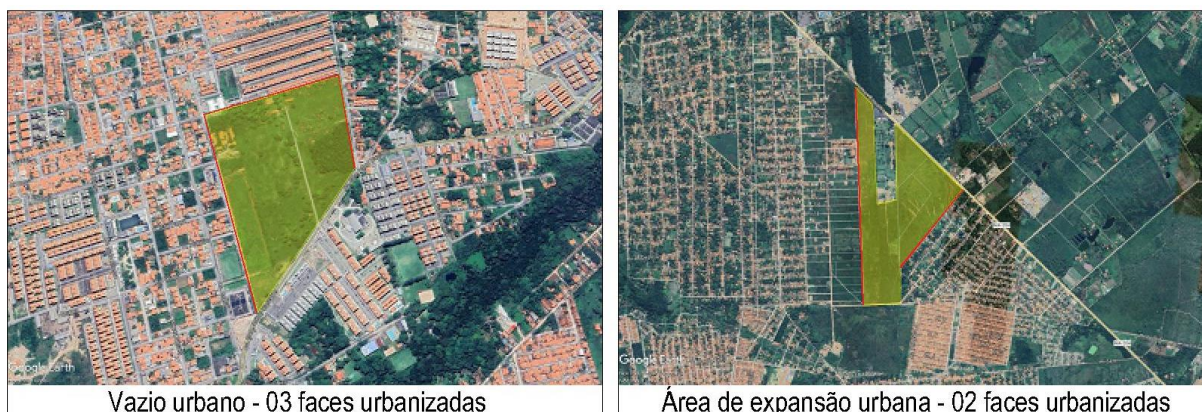 Google Earth
Vazio urbano - 03 faces urbanizadas
Google Earth
Área de expansão urbana - 02 faces urbanizadas